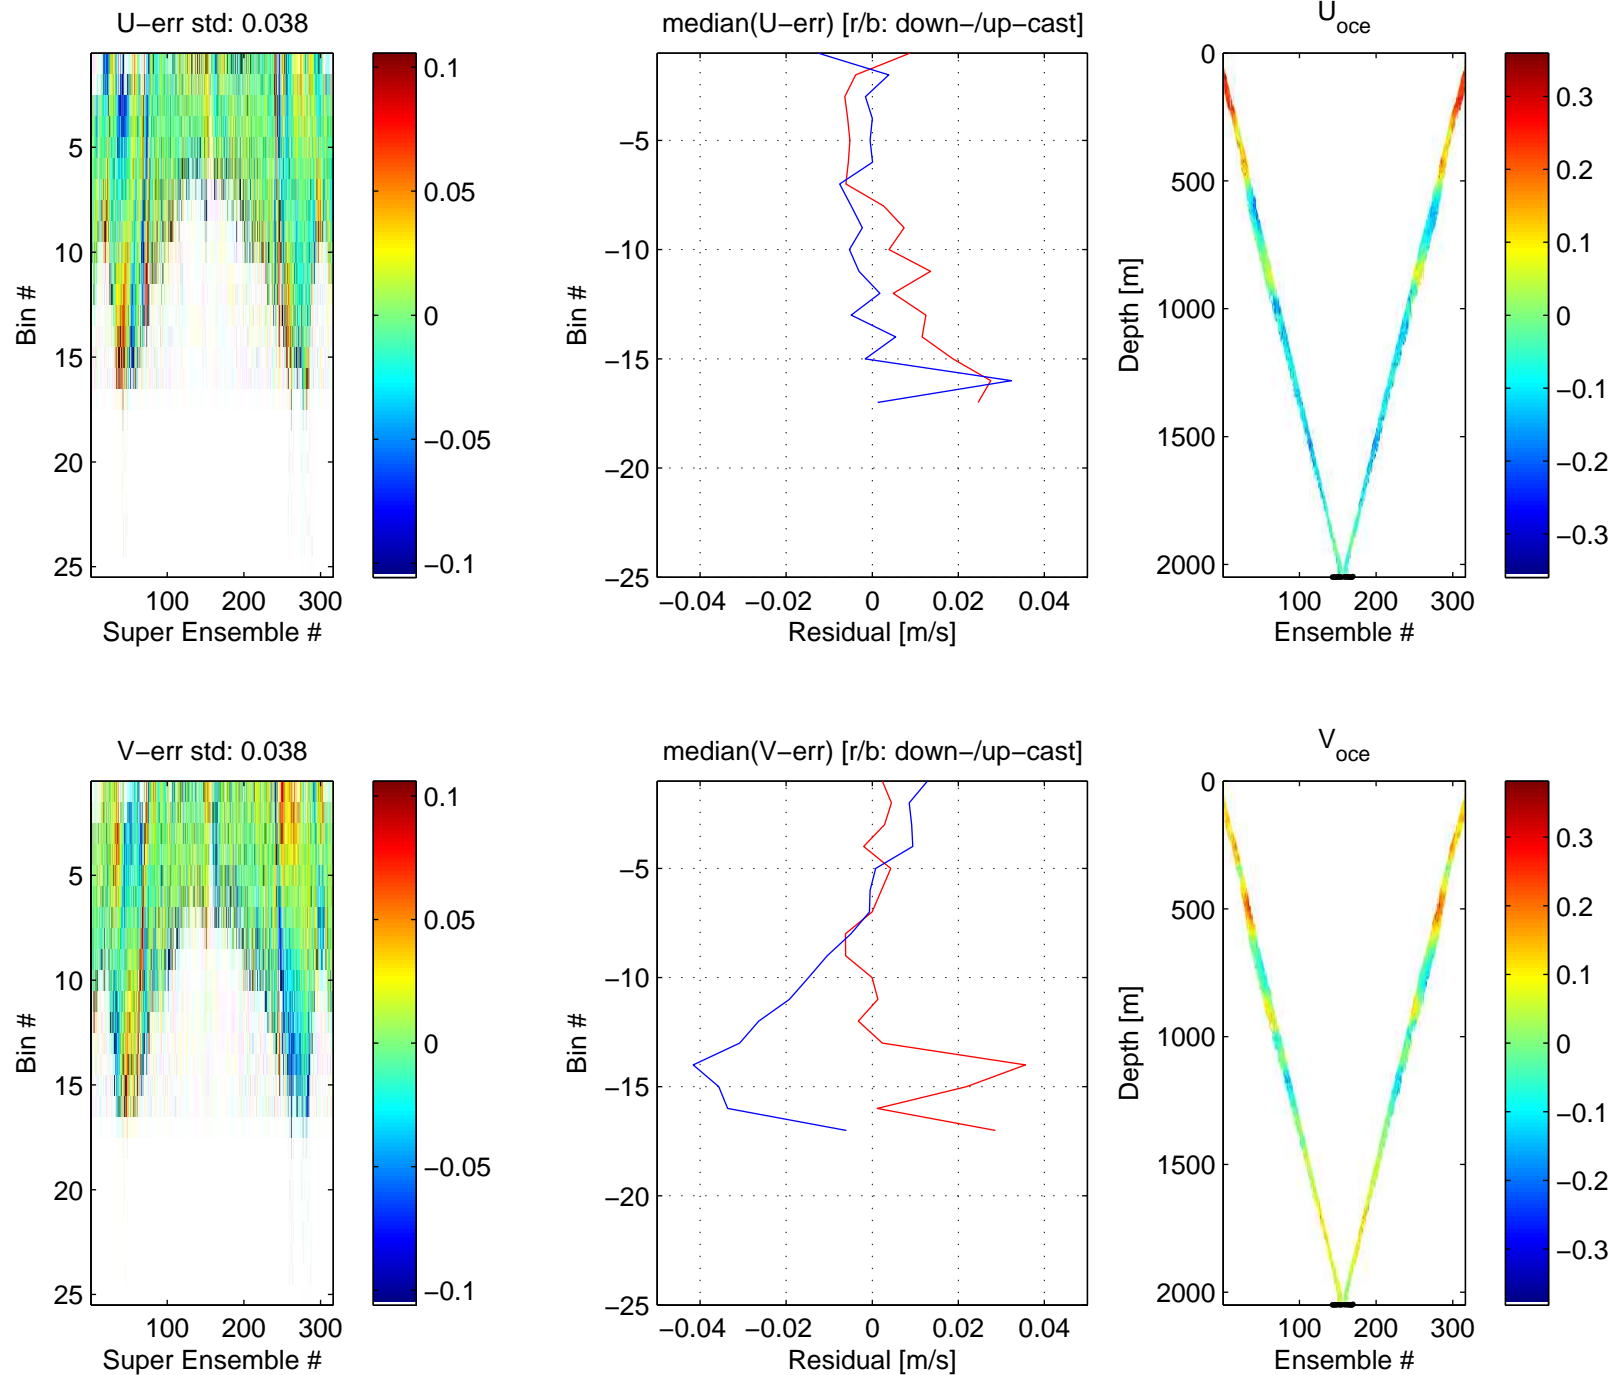 U−err std: 0.038
0.1
0.05
0
−0.05
−0.1
5
10
15
20
25
100 200 300
Bin #
Super Ensemble #
median(U−err) [r/b: down−/up−cast]
−5
−10
−15
−20
−25
−0.04 −0.02 0 0.02 0.04
Bin #
Residual [m/s]
U_oce
0
500
1000
1500
2000
100 200 300
Depth [m]
Ensemble #
0.3
0.2
0.1
0
−0.1
−0.2
−0.3
V−err std: 0.038
0.1
0.05
0
−0.05
−0.1
5
10
15
20
25
100 200 300
Bin #
Super Ensemble #
median(V−err) [r/b: down−/up−cast]
−5
−10
−15
−20
−25
−0.04 −0.02 0 0.02 0.04
Bin #
Residual [m/s]
V_oce
0
500
1000
1500
2000
100 200 300
Depth [m]
Ensemble #
0.3
0.2
0.1
0
−0.1
−0.2
−0.3